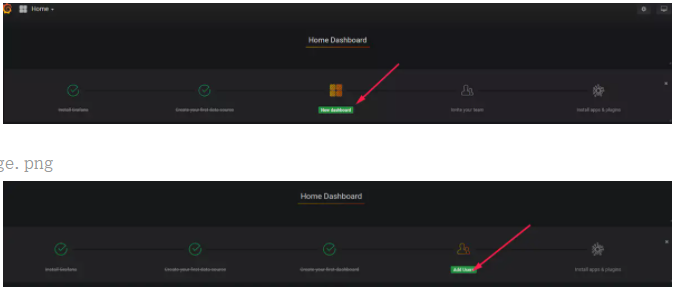 Home
Home Dashboard
Install Grafana
Create your first data source
New dashboard
Invite your team
Install apps & plugins
ge.png
Home Dashboard
Install Grafana
Create your first data source
Create your first dashboard
Add Users
Install apps & plugins